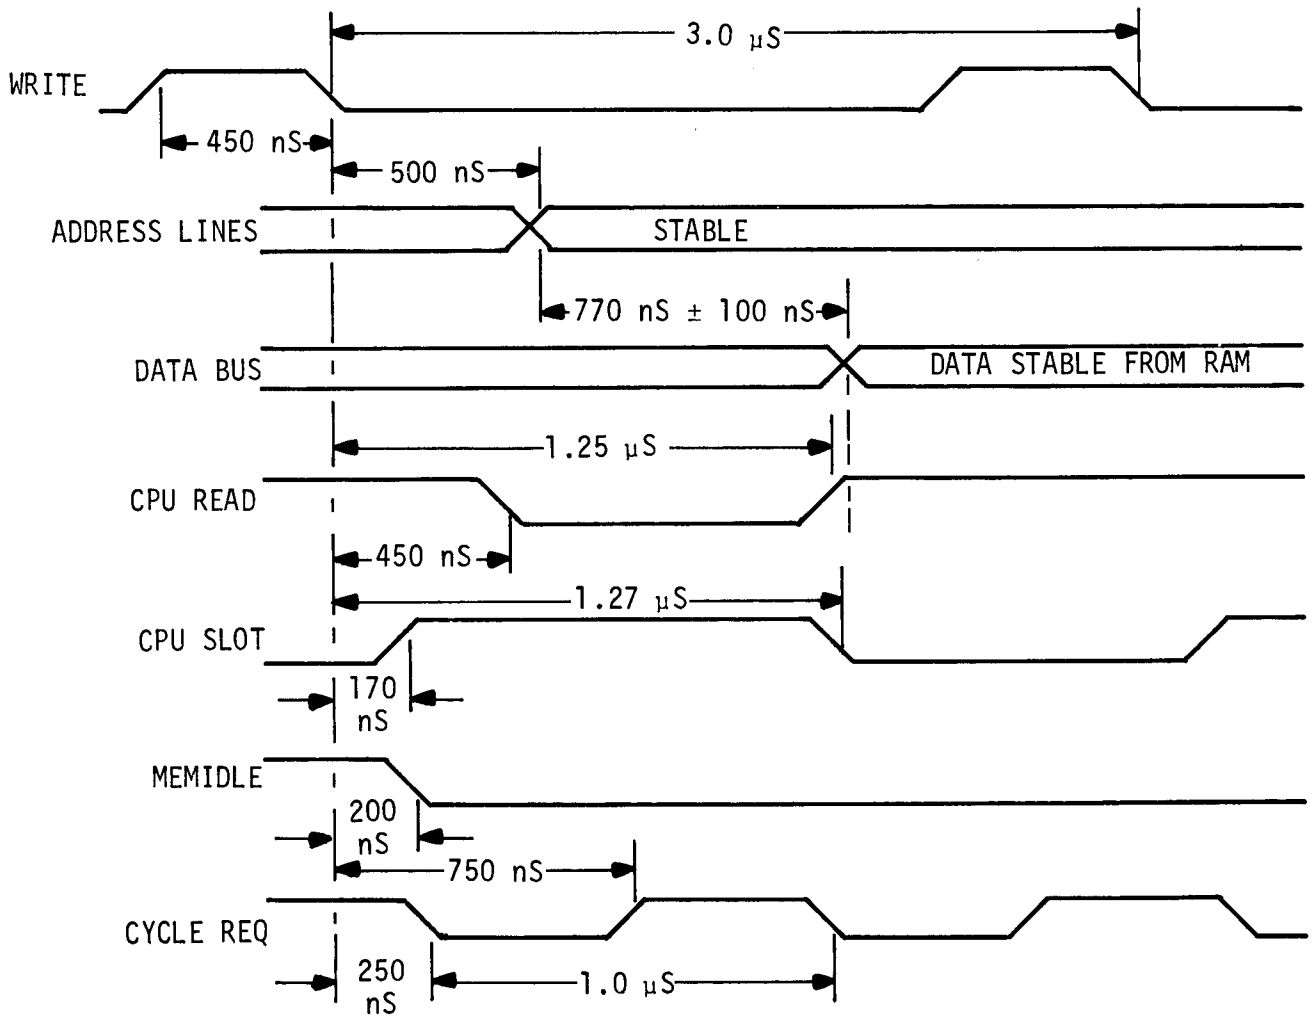 3.0 μS
WRITE
450 nS
500 nS
ADDRESS LINES
STABLE
770 nS ± 100 nS
DATA BUS
DATA STABLE FROM RAM
1.25 μS
CPU READ
450 nS
1.27 μS
CPU SLOT
170
nS
MEMIDLE
200
nS
750 nS
CYCLE REQ
250
nS
1.0 μS